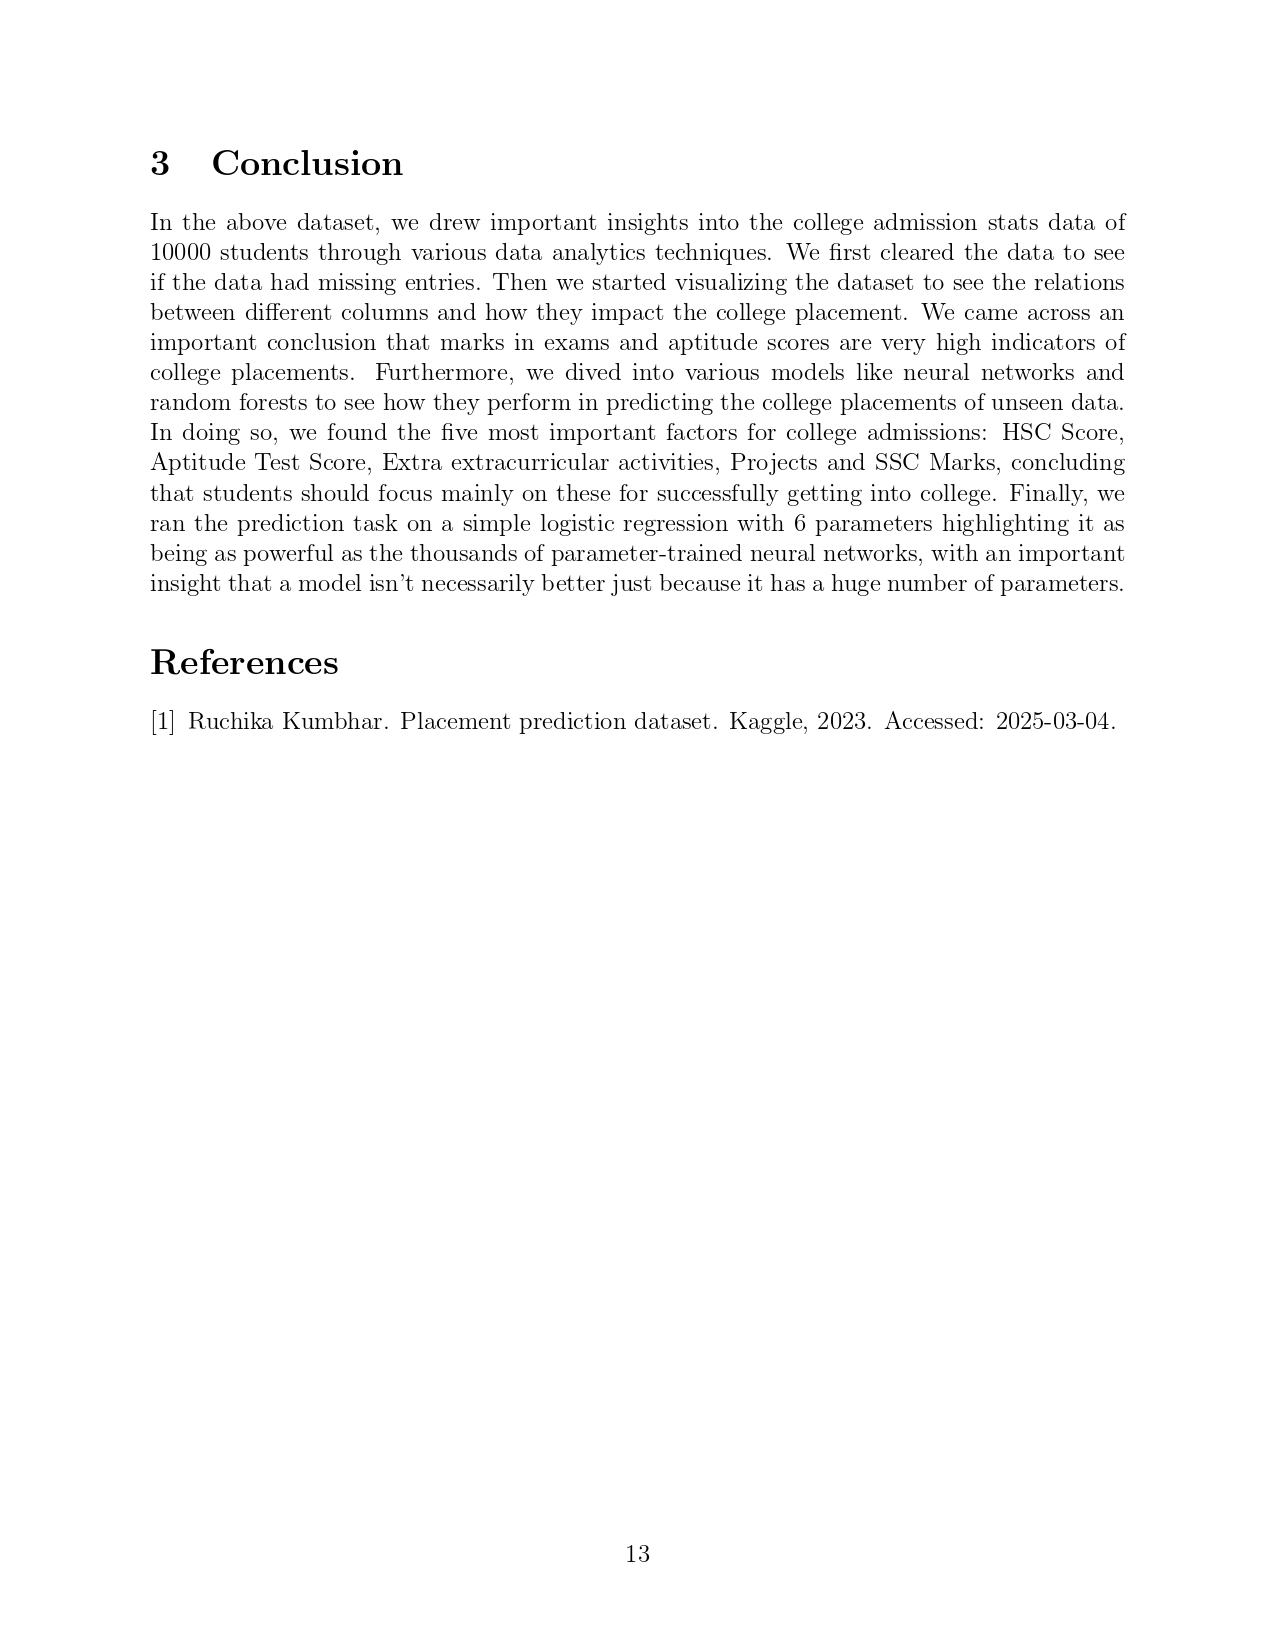 3 Conclusion
In the above dataset, we drew important insights into the college admission stats data of
10000 students through various data analytics techniques. We first cleared the data to see
if the data had missing entries. Then we started visualizing the dataset to see the relations
between different columns and how they impact the college placement. We came across an
important conclusion that marks in exams and aptitude scores are very high indicators of
college placements. Furthermore, we dived into various models like neural networks and
random forests to see how they perform in predicting the college placements of unseen data.
In doing so, we found the five most important factors for college admissions: HSC Score,
Aptitude Test Score, Extra extracurricular activities, Projects and SSC Marks, concluding
that students should focus mainly on these for successfully getting into college. Finally, we
ran the prediction task on a simple logistic regression with 6 parameters highlighting it as
being as powerful as the thousands of parameter-trained neural networks, with an important
insight that a model isn't necessarily better just because it has a huge number of parameters.
References
[1] Ruchika Kumbhar. Placement prediction dataset. Kaggle, 2023. Accessed: 2025-03-04.
13